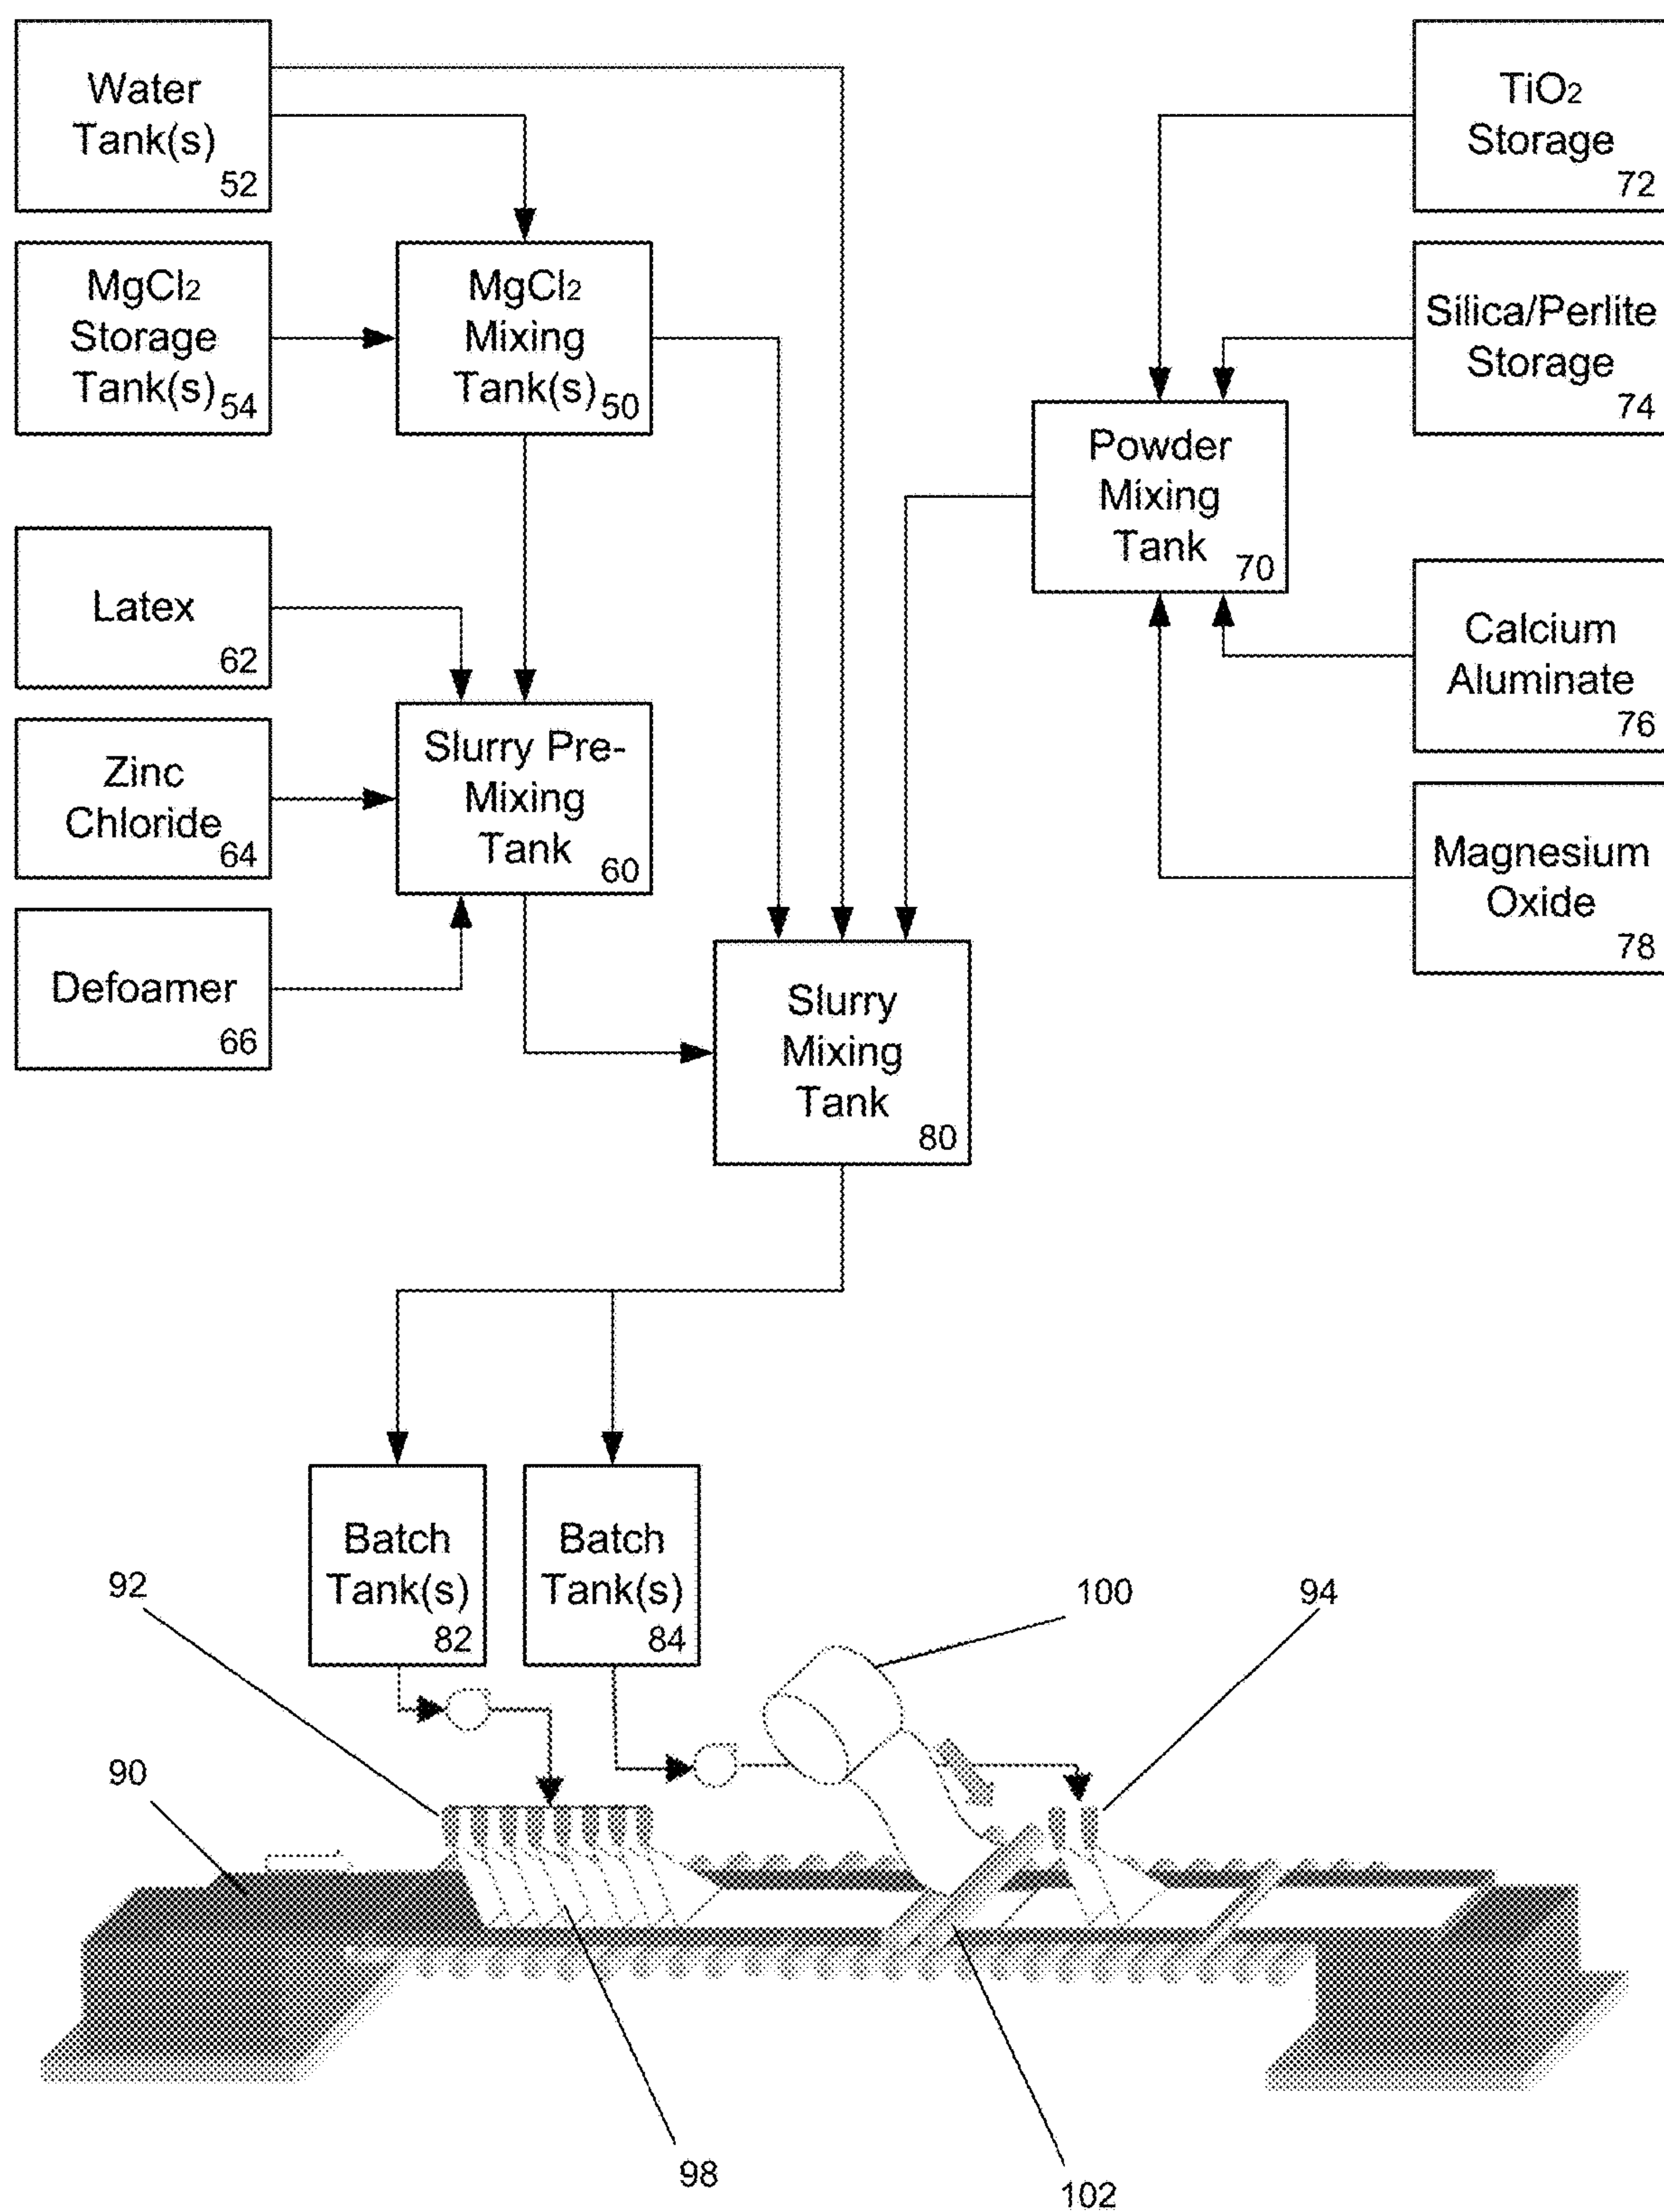 Water
Tank(s)
52
TiO2
Storage
72
MgCl2
Storage
Tank(s)
54
MgCl2
Mixing
Tank(s)
50
Silica/Perlite
Storage
74
Powder
Mixing
Tank
70
Latex
62
Calcium
Aluminate
76
Zinc
Chloride
64
Slurry Pre-
Mixing
Tank
60
Magnesium
Oxide
78
Defoamer
66
Slurry
Mixing
Tank
80
Batch
Tank(s)
82
Batch
Tank(s)
84
92
100
94
90
98
102